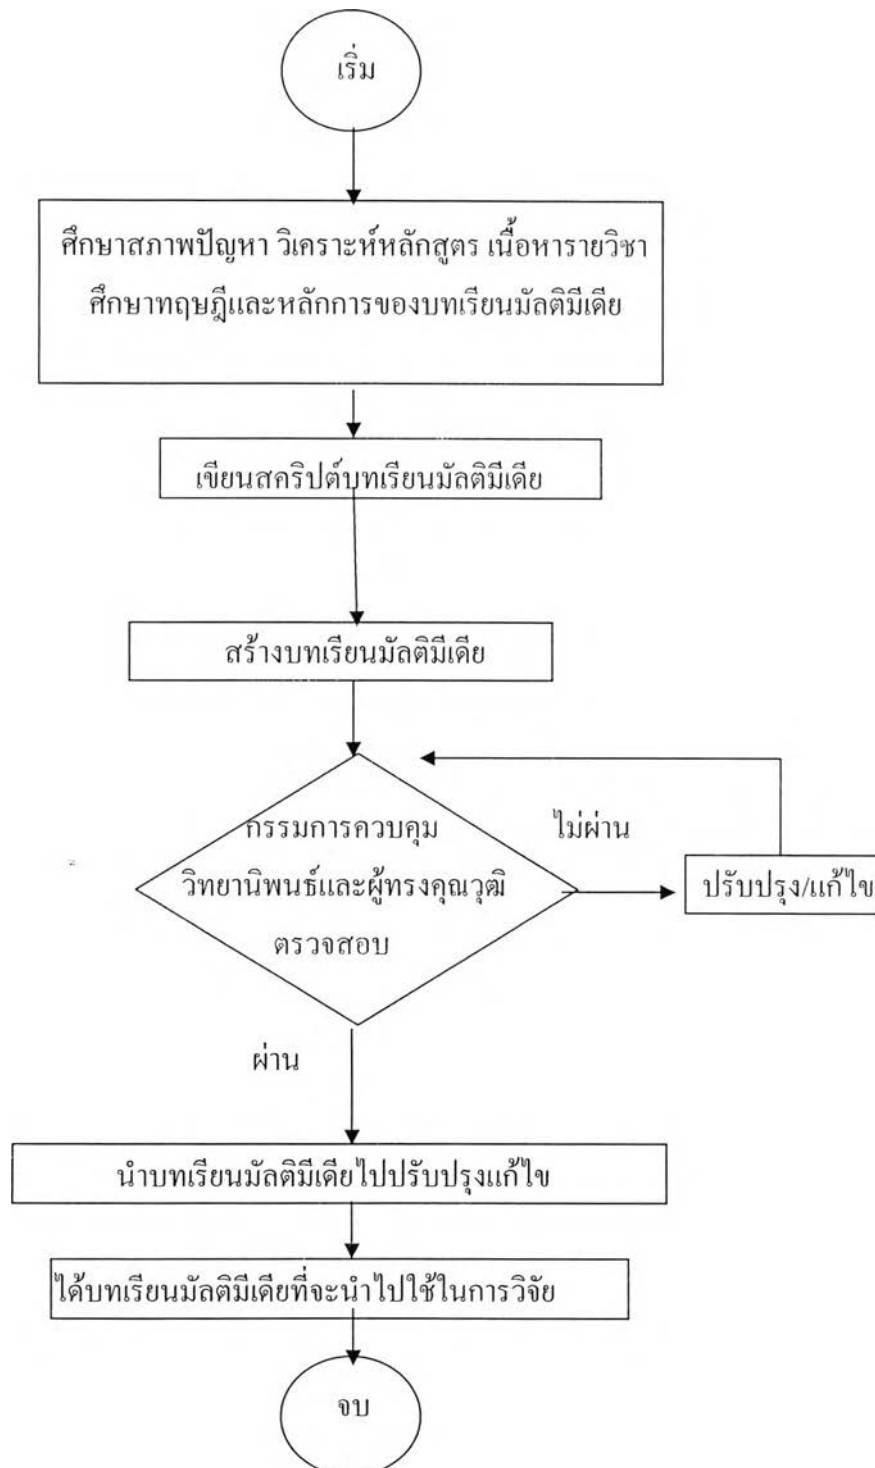 เริ่ม
ศึกษาสภาพปัญหา วิเคราะห์หลักสูตร เนื้อหารายวิชา
ศึกษาทฤษฎีและหลักการของบทเรียนมัลติมีเดีย
เขียนสคริปต์บทเรียนมัลติมีเดีย
สร้างบทเรียนมัลติมีเดีย
กรรมการควบคุม
วิทยานิพนธ์และผู้ทรงคุณวุฒิ
ตรวจสอบ
ไม่ผ่าน
ปรับปรุง/แก้ไข
ผ่าน
นำบทเรียนมัลติมีเดียไปปรับปรุงแก้ไข
ได้บทเรียนมัลติมีเดียที่จะนำไปใช้ในการวิจัย
จบ